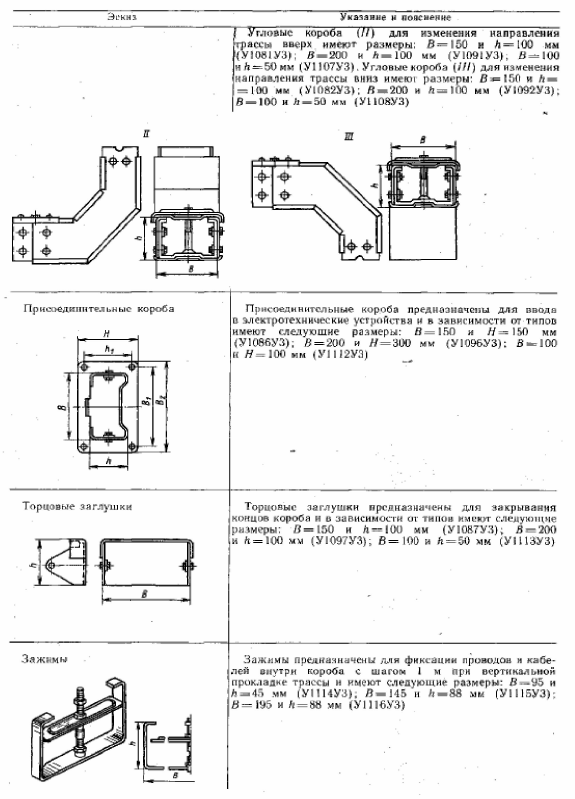 Эскиз
Указание и пояснение
Угловые короба (II) для изменения направления
трассы вверх имеют размеры: B=150 и h=100 мм
(У1081У3); B=200 и h=100 мм (У1091У3); B=100
и h=50 мм (У1107У3). Угловые короба (III) для изменения
направления трассы вниз имеют размеры: B=150 и h=
=100 мм (У1082У3); B=200 и h=100 мм (У1092У3);
B=100 и h=50 мм (У1108У3)
II
III
B
h
h
B
Присоединительные короба
H
h1
B
B1
B2
h
Присоединительные короба предназначены для ввода
в электротехнические устройства и в зависимости от типов
имеют следующие размеры: B=150 и H=150 мм
(У1086У3); B=200 и H=300 мм (У1096У3); B=100
и H=100 мм (У1112У3)
Торцовые заглушки
h
B
Торцовые заглушки предназначены для закрывания
концов короба и в зависимости от типов имеют следующие
размеры: B=150 и h=100 мм (У1087У3); B=200
и h=100 мм (У1097У3); B=100 и h=50 мм (У1113У3)
Зажимы
h
B
Зажимы предназначены для фиксации проводов и кабе-
лей внутри короба с шагом 1 м при вертикальной
прокладке трассы и имеют следующие размеры: B=95 и
h=45 мм (У1114У3); B=145 и h=88 мм (У1115У3);
B=195 и h=88 мм (У1116У3)